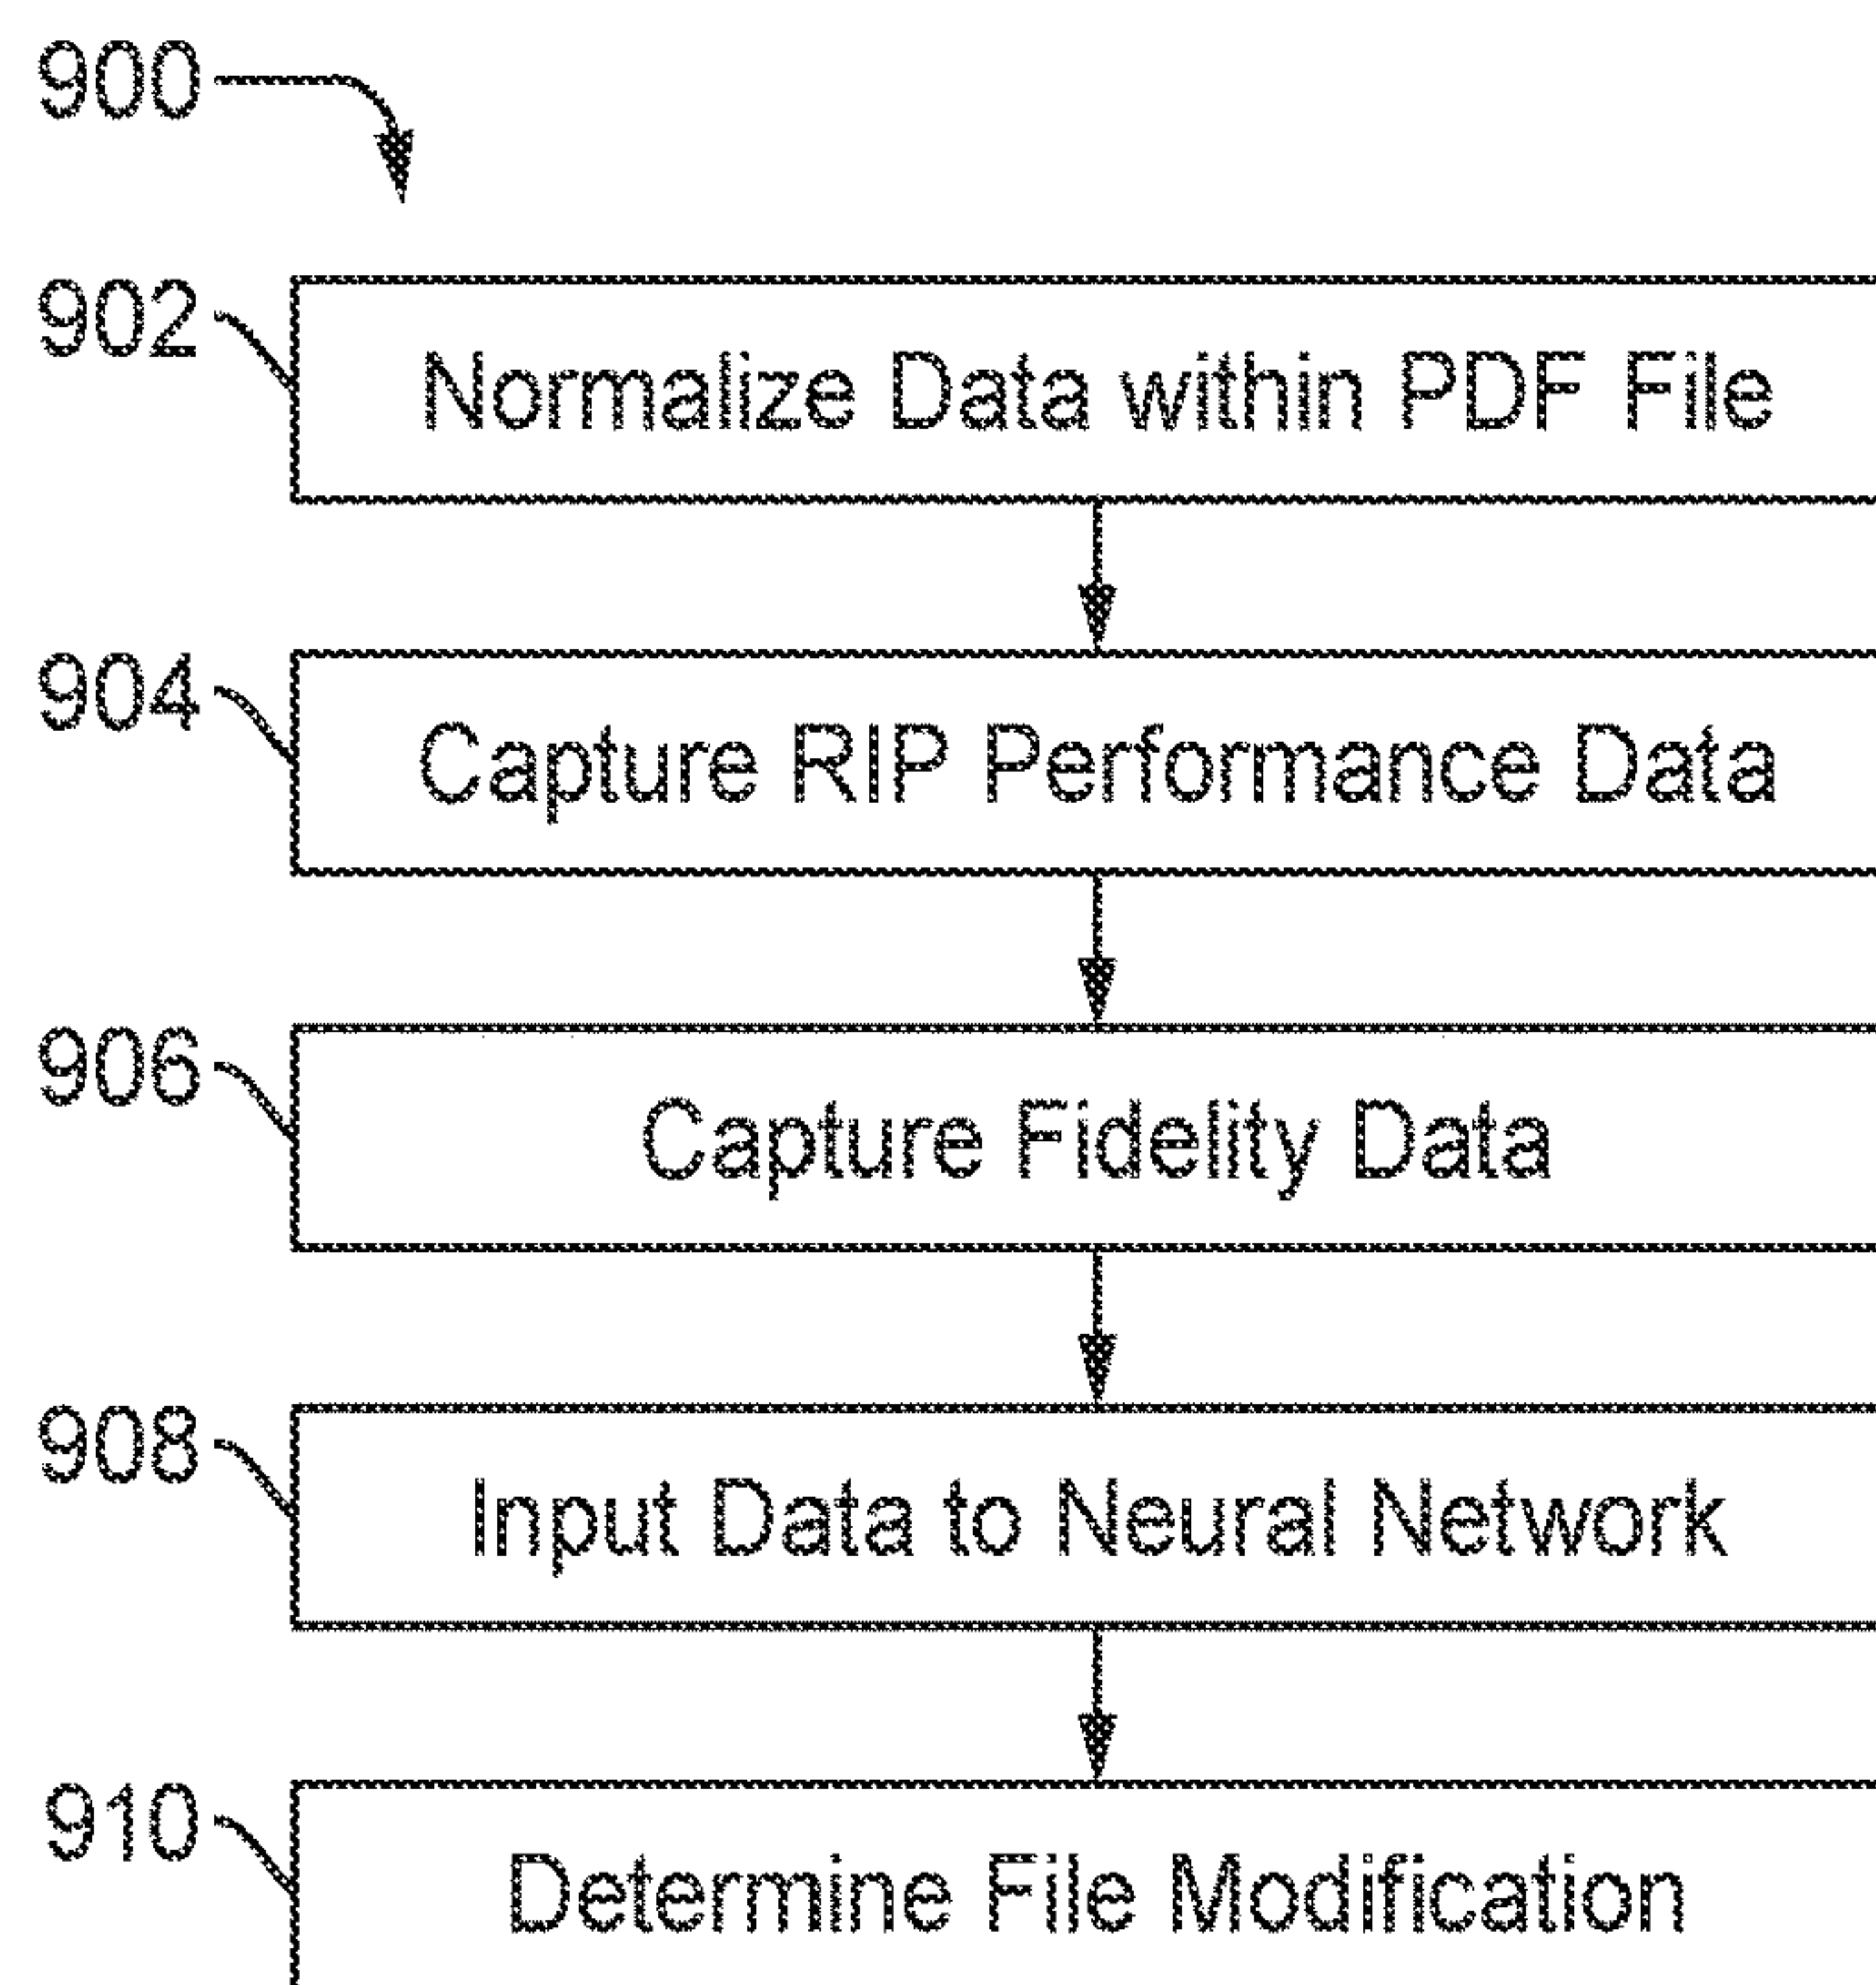 900
902
Normalize Data within PDF File
904
Capture RIP Performance Data
906
Capture Fidelity Data
908
Input Data to Neural Network
910
Determine File Modification